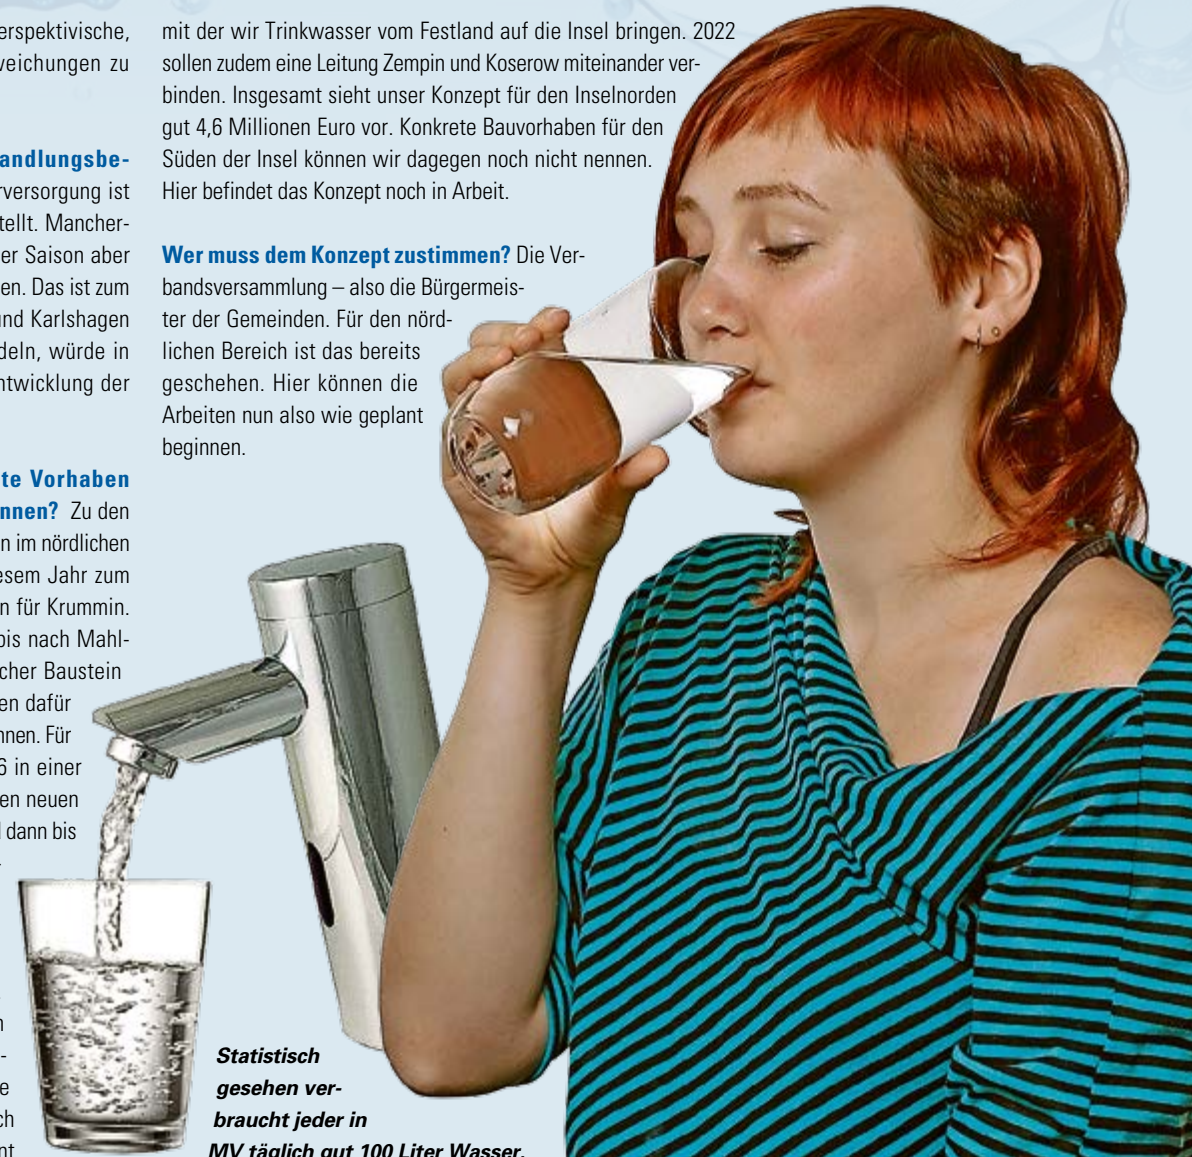 erspektivische,
weichungen zu
andlungsbe-
rversorgung ist
tellt. Mancher-
er Saison aber
en. Das ist zum
und Karlshagen
deln, würde in
ntwicklung der
te Vorhaben
nnen? Zu den
n im nördlichen
esem Jahr zum
n für Krummin.
bis nach Mahl-
cher Baustein
en dafür
nnen. Für
6 in einer
en neuen
dann bis
-
e
ch
nt
mit der wir Trinkwasser vom Festland auf die Insel bringen. 2022
sollen zudem eine Leitung Zempin und Koserow miteinander ver-
binden. Insgesamt sieht unser Konzept für den Inselnorden
gut 4,6 Millionen Euro vor. Konkrete Bauvorhaben für den
Süden der Insel können wir dagegen noch nicht nennen.
Hier befindet das Konzept noch in Arbeit.
Wer muss dem Konzept zustimmen? Die Ver-
bandsversammlung – also die Bürgermeis-
ter der Gemeinden. Für den nörd-
lichen Bereich ist das bereits
geschehen. Hier können die
Arbeiten nun also wie geplant
beginnen.
Statistisch
gesehen ver-
braucht jeder in
MV täglich gut 100 Liter Wasser.